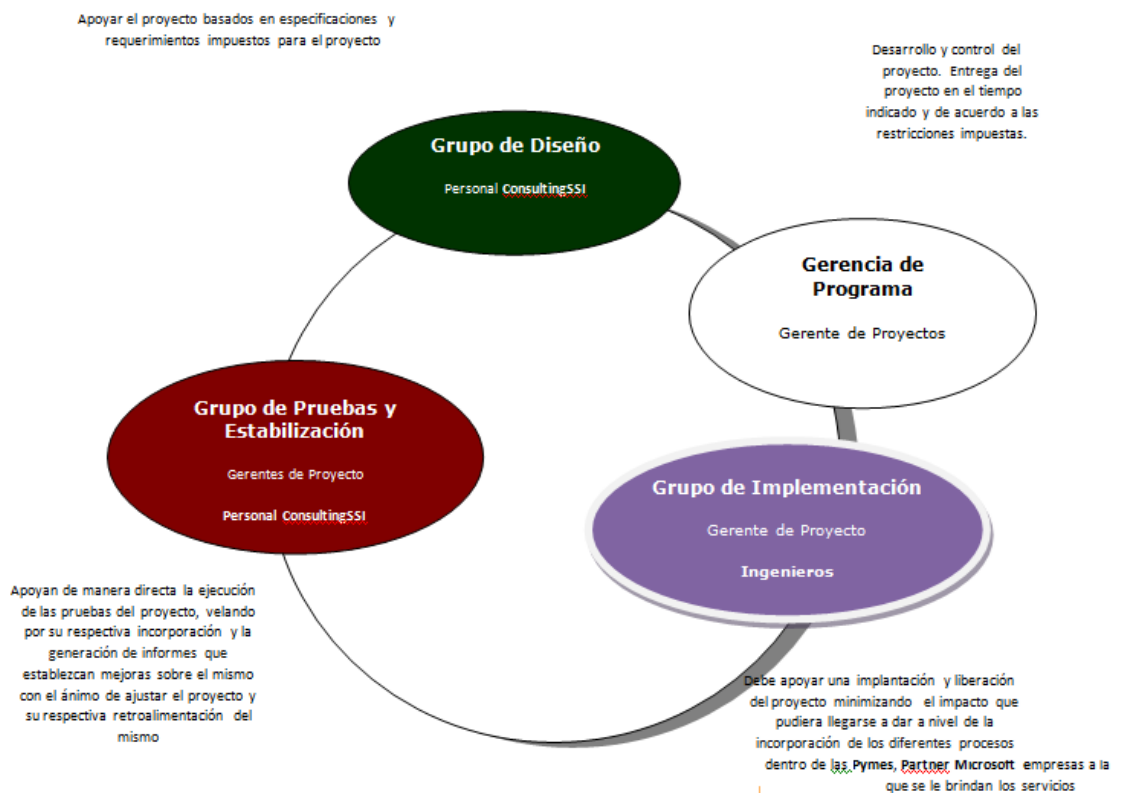 Apoyar el proyecto basados en especificaciones y
requerimientos impuestos para el proyecto
Desarrollo y control del
proyecto. Entrega del
proyecto en el tiempo
indicado y de acuerdo a las
restricciones impuestas.
Grupo de Diseño
Personal ConsultingSSI
Gerencia de
Programa
Gerente de Proyectos
Grupo de Pruebas y
Estabilización
Gerentes de Proyecto
Personal ConsultingSSI
Grupo de Implementación
Gerente de Proyecto
Ingenieros
Apoyan de manera directa la ejecución
de las pruebas del proyecto, velando
por su respectiva incorporación y la
generación de informes que
establezcan mejoras sobre el mismo
con el ánimo de ajustar el proyecto y
su respectiva retroalimentación del
mismo
Debe apoyar una implantación y liberación
del proyecto minimizando el impacto que
pudiera llegarse a dar a nivel de la
incorporación de los diferentes procesos
dentro de las Pymes, Partner Microsoft empresas a la
que se le brindan los servicios